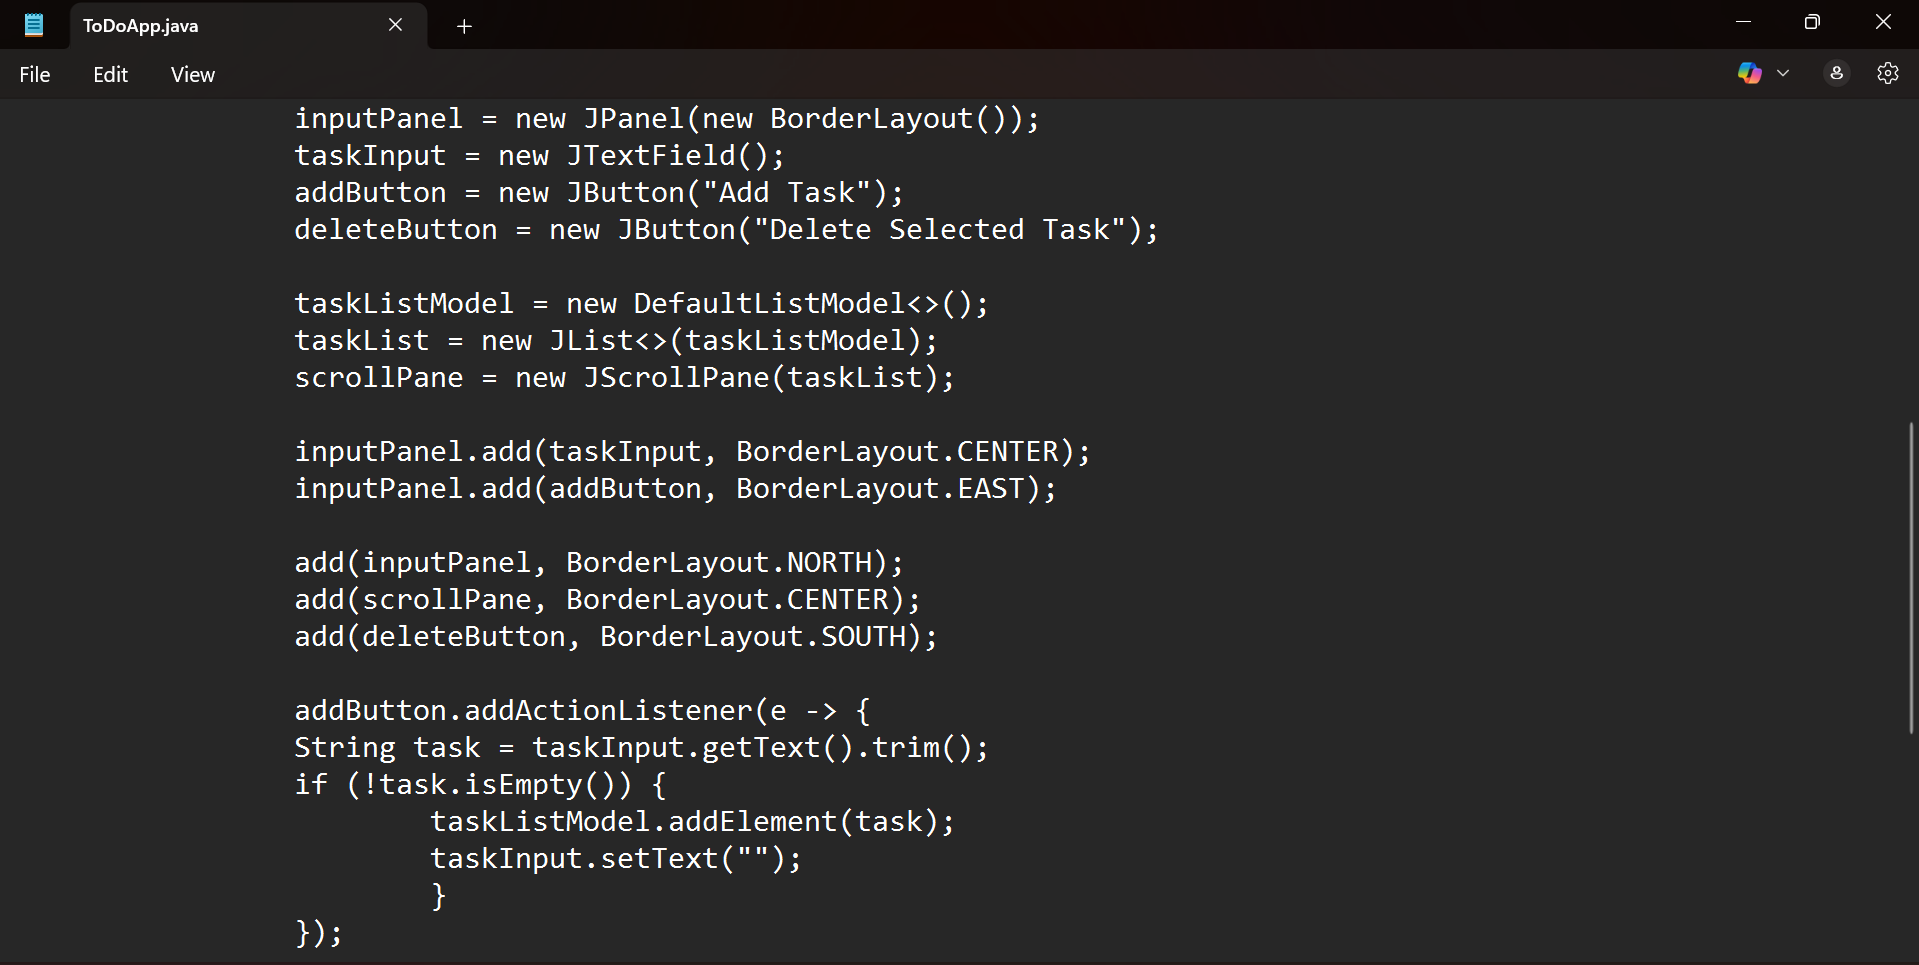 ToDoApp.java
File Edit View
inputPanel = new JPanel(new BorderLayout());
taskInput = new JTextField();
addButton = new JButton("Add Task");
deleteButton = new JButton("Delete Selected Task");
taskListModel = new DefaultListModel<>();
taskList = new JList<>(taskListModel);
scrollPane = new JScrollPane(taskList);
inputPanel.add(taskInput, BorderLayout.CENTER);
inputPanel.add(addButton, BorderLayout.EAST);
add(inputPanel, BorderLayout.NORTH);
add(scrollPane, BorderLayout.CENTER);
add(deleteButton, BorderLayout.SOUTH);
addButton.addActionListener(e -> {
String task = taskInput.getText().trim();
if (!task.isEmpty()) {
        taskListModel.addElement(task);
        taskInput.setText("");
        }
});